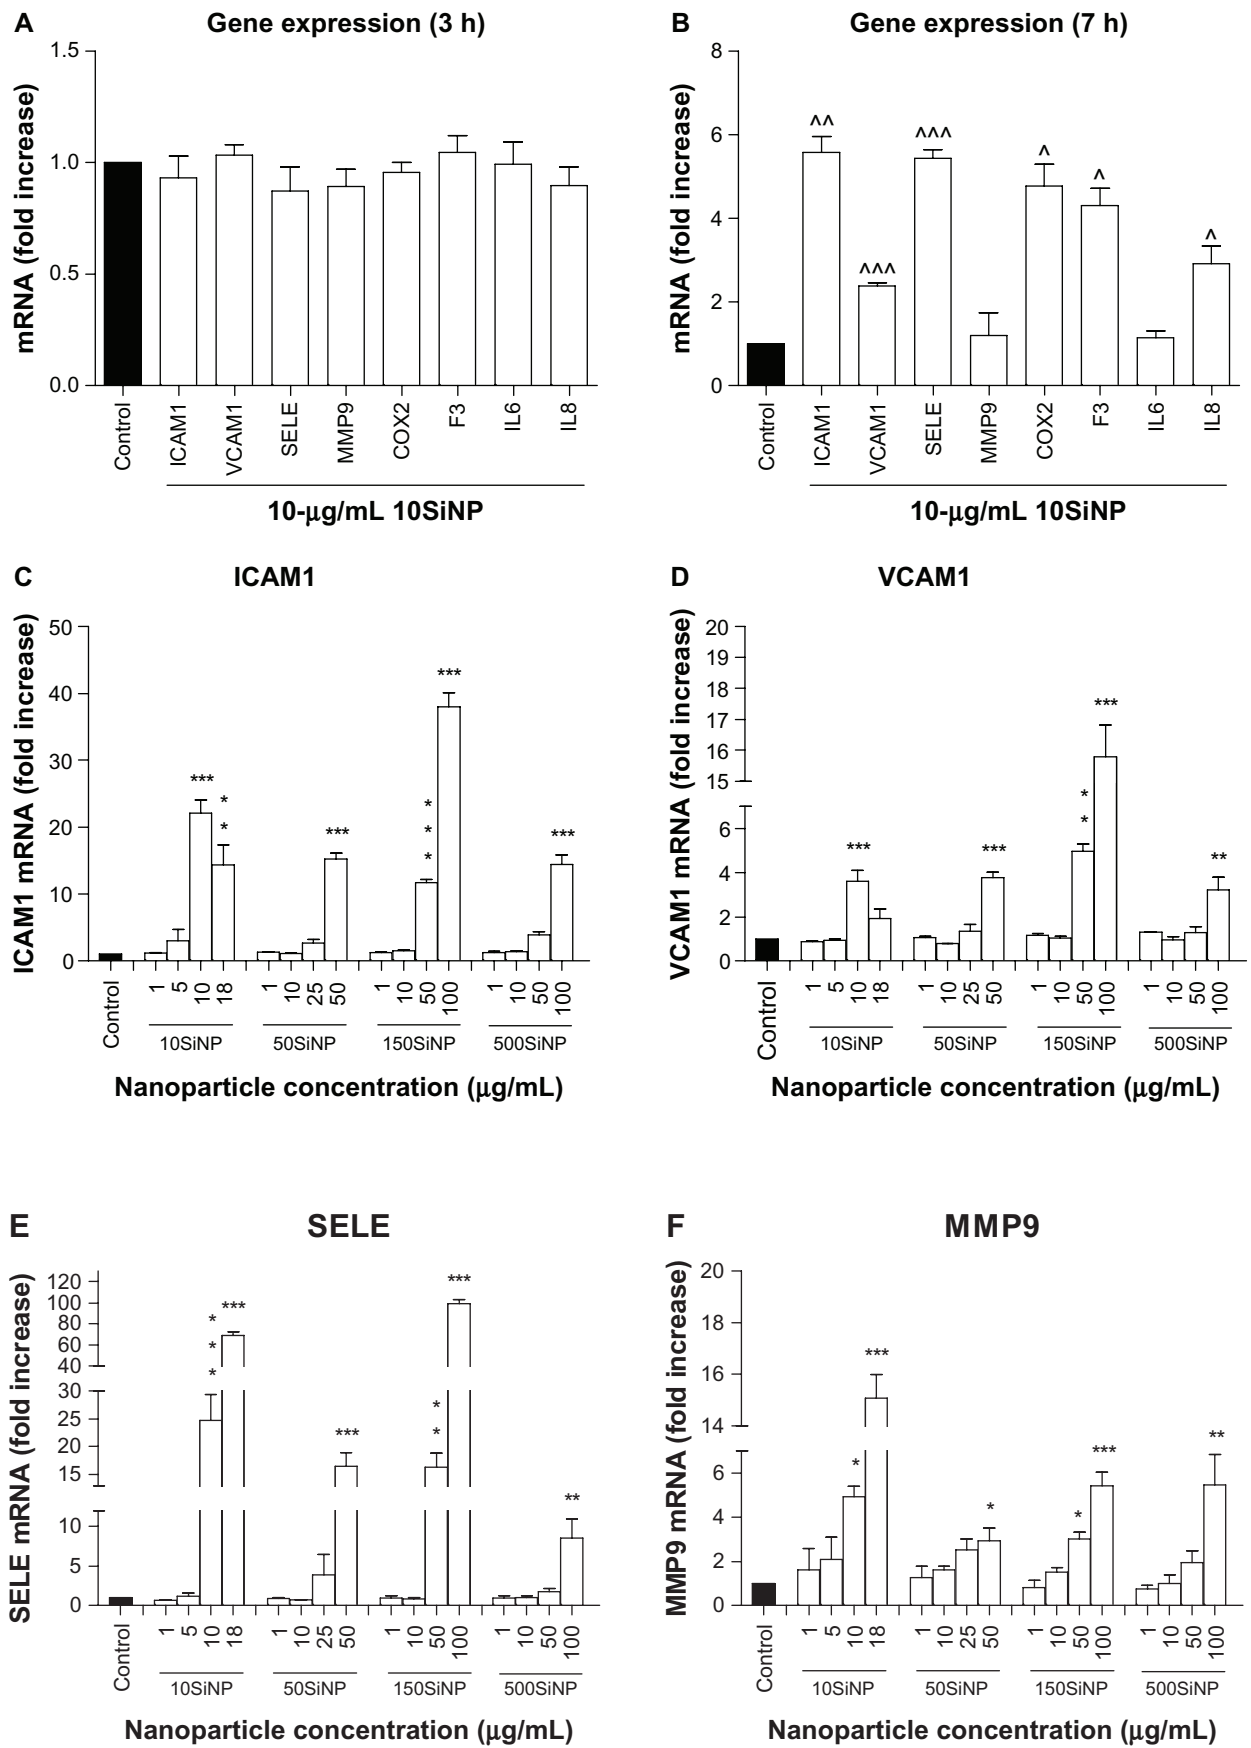 A Gene expression (3 h)
mRNA (fold increase)
1.5
1.0
0.5
0.0
Control ICAM1 VCAM1 SELE MMP9 COX2 F3 IL6 IL8
10-μg/mL 10SiNP
B Gene expression (7 h)
mRNA (fold increase)
8
6
4
2
0
^^ ^^^ ^^^ ^ ^ ^
Control ICAM1 VCAM1 SELE MMP9 COX2 F3 IL6 IL8
10-μg/mL 10SiNP
C ICAM1
ICAM1 mRNA (fold increase)
50
40
30
20
10
0
*** ** *** *** *** ***
Control 1 5 10 18 1 10 25 50 1 10 50 100 1 10 50 100
10SiNP 50SiNP 150SiNP 500SiNP
Nanoparticle concentration (μg/mL)
D VCAM1
VCAM1 mRNA (fold increase)
20
19
18
17
16
15
6
4
2
0
*** *** ** *** **
Control 1 5 10 18 1 10 25 50 1 10 50 100 1 10 50 100
10SiNP 50SiNP 150SiNP 500SiNP
Nanoparticle concentration (μg/mL)
E SELE
SELE mRNA (fold increase)
120
100
80
60
40
30
25
20
15
10
5
0
*** *** *** ** *** **
Control 1 5 10 18 1 10 25 50 1 10 50 100 1 10 50 100
10SiNP 50SiNP 150SiNP 500SiNP
Nanoparticle concentration (μg/mL)
F MMP9
MMP9 mRNA (fold increase)
20
18
16
14
6
4
2
0
* *** * * *** **
Control 1 5 10 18 1 10 25 50 1 10 50 100 1 10 50 100
10SiNP 50SiNP 150SiNP 500SiNP
Nanoparticle concentration (μg/mL)